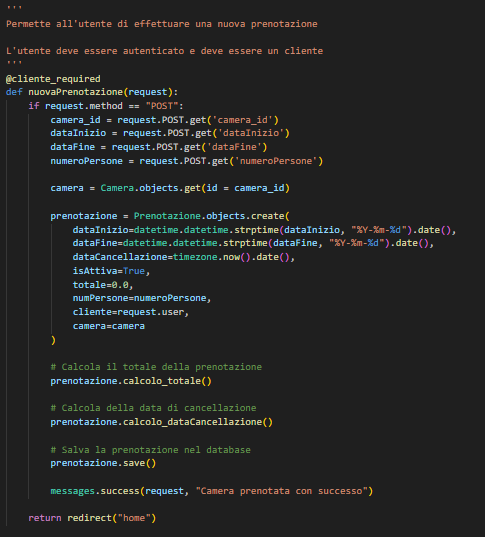 '''
Permette all'utente di effettuare una nuova prenotazione

L'utente deve essere autenticato e deve essere un cliente
'''
@cliente_required
def nuovaPrenotazione(request):
    if request.method == "POST":
        camera_id = request.POST.get('camera_id')
        dataInizio = request.POST.get('dataInizio')
        dataFine = request.POST.get('dataFine')
        numeroPersone = request.POST.get('numeroPersone')

        camera = Camera.objects.get(id = camera_id)

        prenotazione = Prenotazione.objects.create(
            dataInizio=datetime.datetime.strptime(dataInizio, "%Y-%m-%d").date(),
            dataFine=datetime.datetime.strptime(dataFine, "%Y-%m-%d").date(),
            dataCancellazione=timezone.now().date(),
            isAttiva=True,
            totale=0.0,
            numPersone=numeroPersone,
            cliente=request.user,
            camera=camera
        )

        # Calcola il totale della prenotazione
        prenotazione.calcolo_totale()

        # Calcola della data di cancellazione
        prenotazione.calcolo_dataCancellazione()

        # Salva la prenotazione nel database
        prenotazione.save()

        messages.success(request, "Camera prenotata con successo")

    return redirect("home")